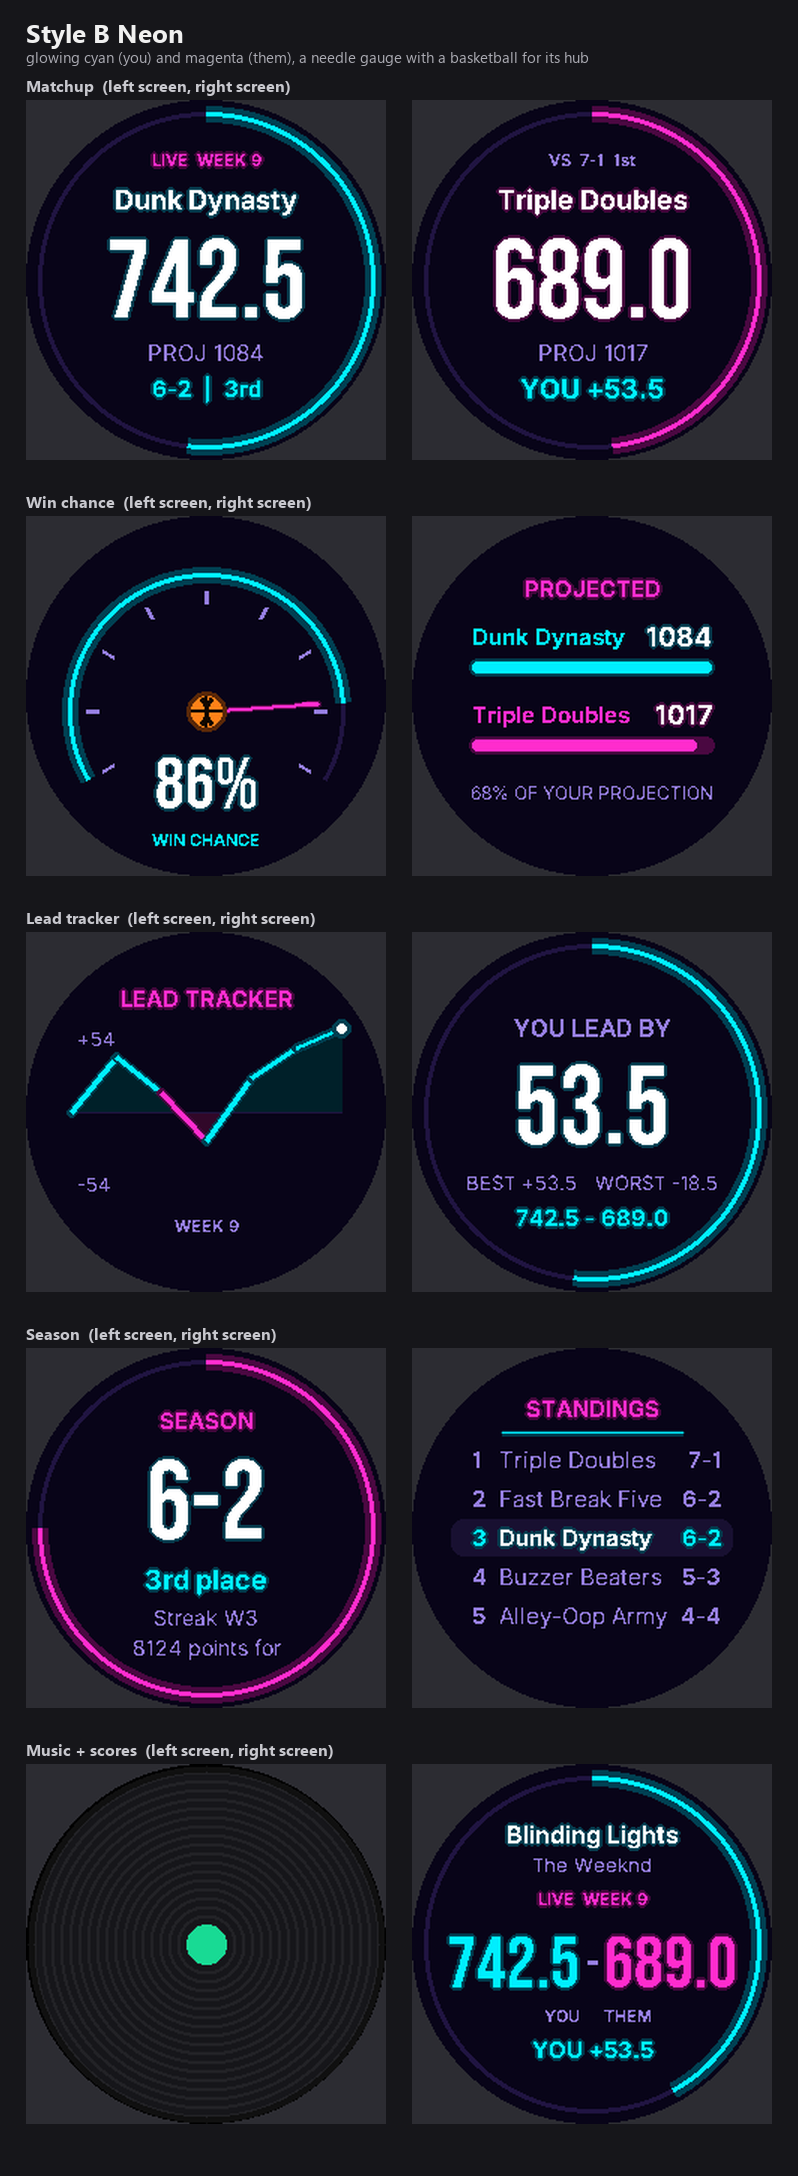 Style B Neon
glowing cyan (you) and magenta (them), a needle gauge with a basketball for its hub
Matchup (left screen, right screen)
LIVE WEEK 9
Dunk Dynasty
742.5
PROJ 1084
6-2 | 3rd
VS 7-1 1st
Triple Doubles
689.0
PROJ 1017
YOU +53.5
Win chance (left screen, right screen)
86%
WIN CHANCE
PROJECTED
Dunk Dynasty 1084
Triple Doubles 1017
68% OF YOUR PROJECTION
Lead tracker (left screen, right screen)
LEAD TRACKER
+54
-54
WEEK 9
YOU LEAD BY
53.5
BEST +53.5 WORST -18.5
742.5 - 689.0
Season (left screen, right screen)
SEASON
6-2
3rd place
Streak W3
8124 points for
STANDINGS
1 Triple Doubles 7-1
2 Fast Break Five 6-2
3 Dunk Dynasty 6-2
4 Buzzer Beaters 5-3
5 Alley-Oop Army 4-4
Music + scores (left screen, right screen)
Blinding Lights
The Weeknd
LIVE WEEK 9
742.5 - 689.0
YOU THEM
YOU +53.5